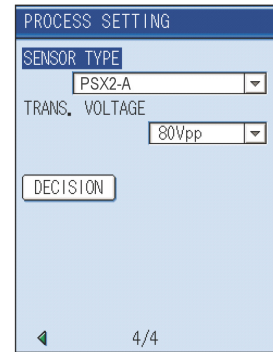 PROCESS SETTING
SENSOR TYPE
PSX2-A
TRANS. VOLTAGE
80Vpp
DECISION
4/4